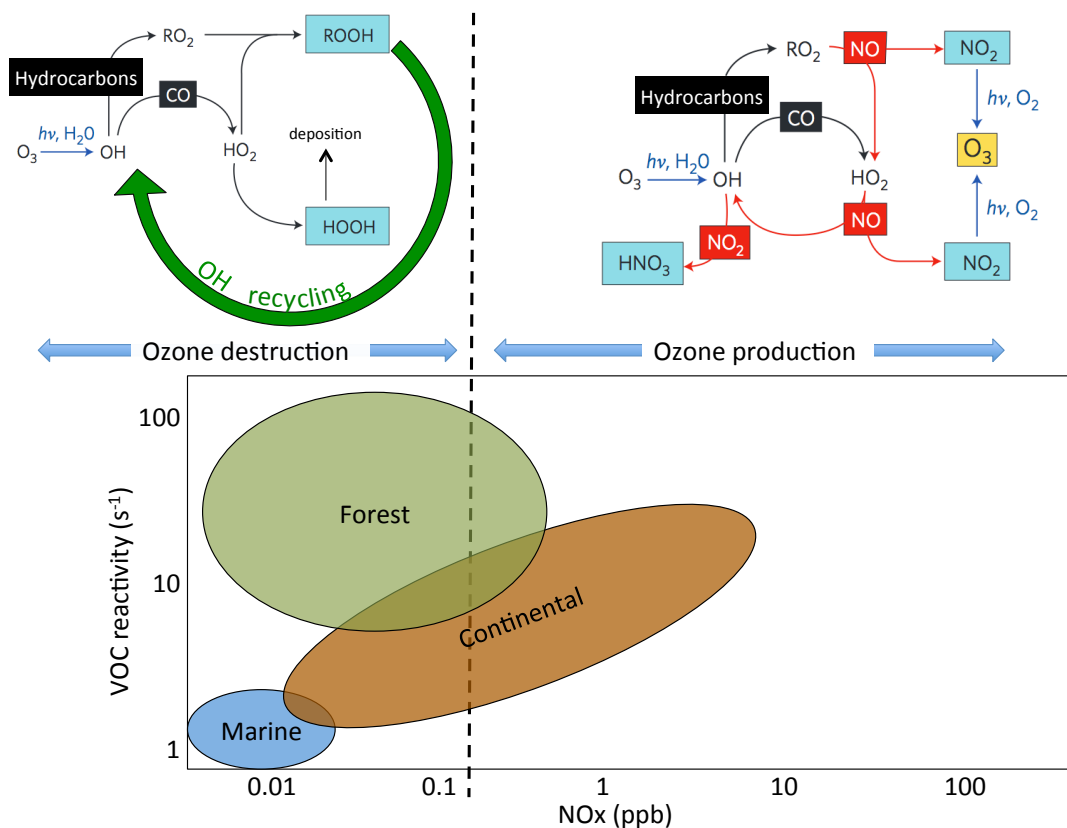 RO₂
ROOH
Hydrocarbons
CO
deposition
hν, H₂0
O₃
OH
HO₂
HOOH
OH recycling
RO₂
NO
NO₂
Hydrocarbons
hν, O₂
CO
O₃
hν, H₂0
O₃
OH
HO₂
hν, O₂
NO₂
NO
HNO₃
NO₂
Ozone destruction
Ozone production
100
10
1
VOC reactivity (s⁻¹)
Forest
Continental
Marine
0.01
0.1
1
10
100
NOx (ppb)